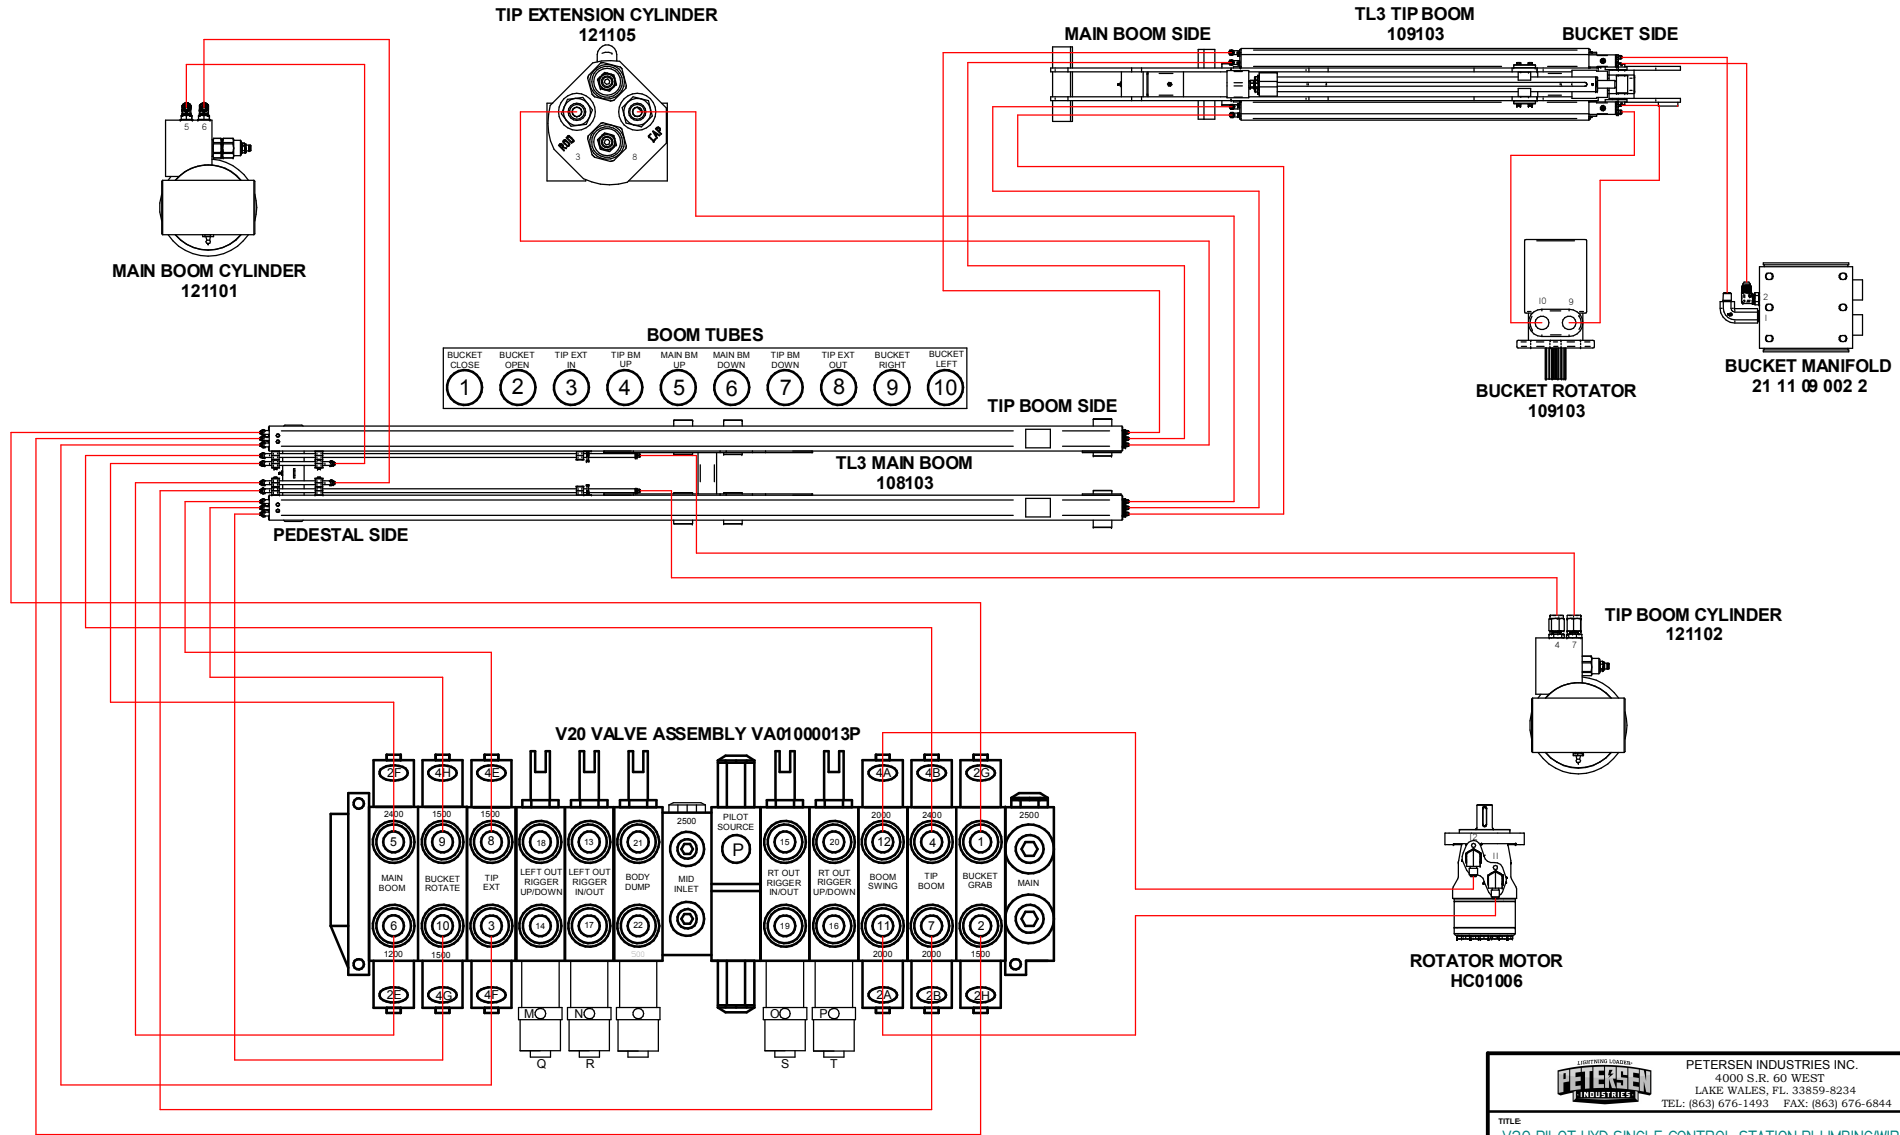 TIP EXTENSION CYLINDER
121105
ROD
CAP
3
8
TL3 TIP BOOM
109103
MAIN BOOM SIDE
BUCKET SIDE
5
6
MAIN BOOM CYLINDER
121101
10
9
BUCKET ROTATOR
109103
2
1
BUCKET MANIFOLD
21 11 09 002 2
BOOM TUBES
BUCKET CLOSE
BUCKET OPEN
TIP EXT IN
TIP BM UP
MAIN BM UP
MAIN BM DOWN
TIP BM DOWN
TIP EXT OUT
BUCKET RIGHT
BUCKET LEFT
1 2 3 4 5 6 7 8 9 10
TIP BOOM SIDE
TL3 MAIN BOOM
108103
PEDESTAL SIDE
4
7
TIP BOOM CYLINDER
121102
V20 VALVE ASSEMBLY VA01000013P
2F 4H 4E 4A 4B 2G
2400 1500 1500 2500 2000 2400 2500
PILOT SOURCE
P
5 9 8 18 13 21 15 20 12 4 1
MAIN BOOM
BUCKET ROTATE
TIP EXT
LEFT OUT RIGGER UP/DOWN
LEFT OUT RIGGER IN/OUT
BODY DUMP
MID INLET
RT OUT RIGGER IN/OUT
RT OUT RIGGER UP/DOWN
BOOM SWING
TIP BOOM
BUCKET GRAB
MAIN
6 10 3 14 17 22 19 16 11 7 2
1200 1500 500 2000 2000 1500
2E 4G 4F 2A 2B 2H
M N O P
Q R S T
12
11
ROTATOR MOTOR
HC01006
LIGHTNING LOADER
PETERSEN
INDUSTRIES
PETERSEN INDUSTRIES INC.
4000 S.R. 60 WEST
LAKE WALES, FL. 33859-8234
TEL: (863) 676-1493 FAX: (863) 676-6844
TITLE: